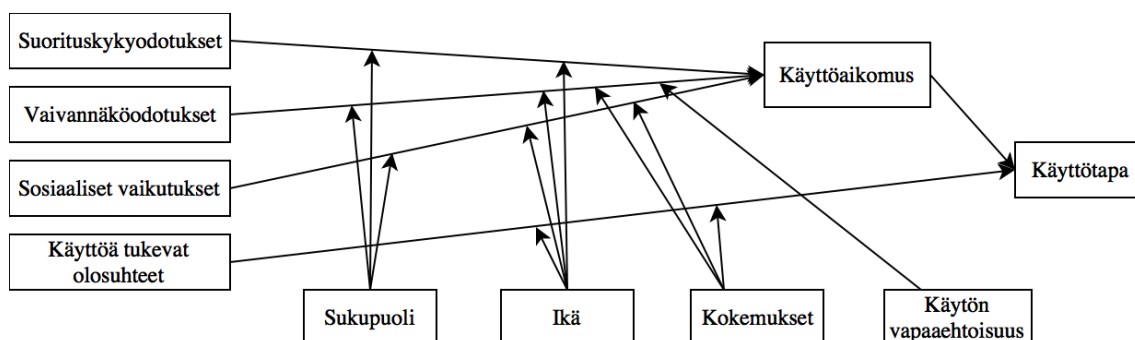 Suorituskykyodotukset
Käyttöaikomus
Vaivannäköodotukset
Sosiaaliset vaikutukset
Käyttötapa
Käyttöä tukevat
olosuhteet
Sukupuoli
Ikä
Kokemukset
Käytön
vapaaehtoisuus